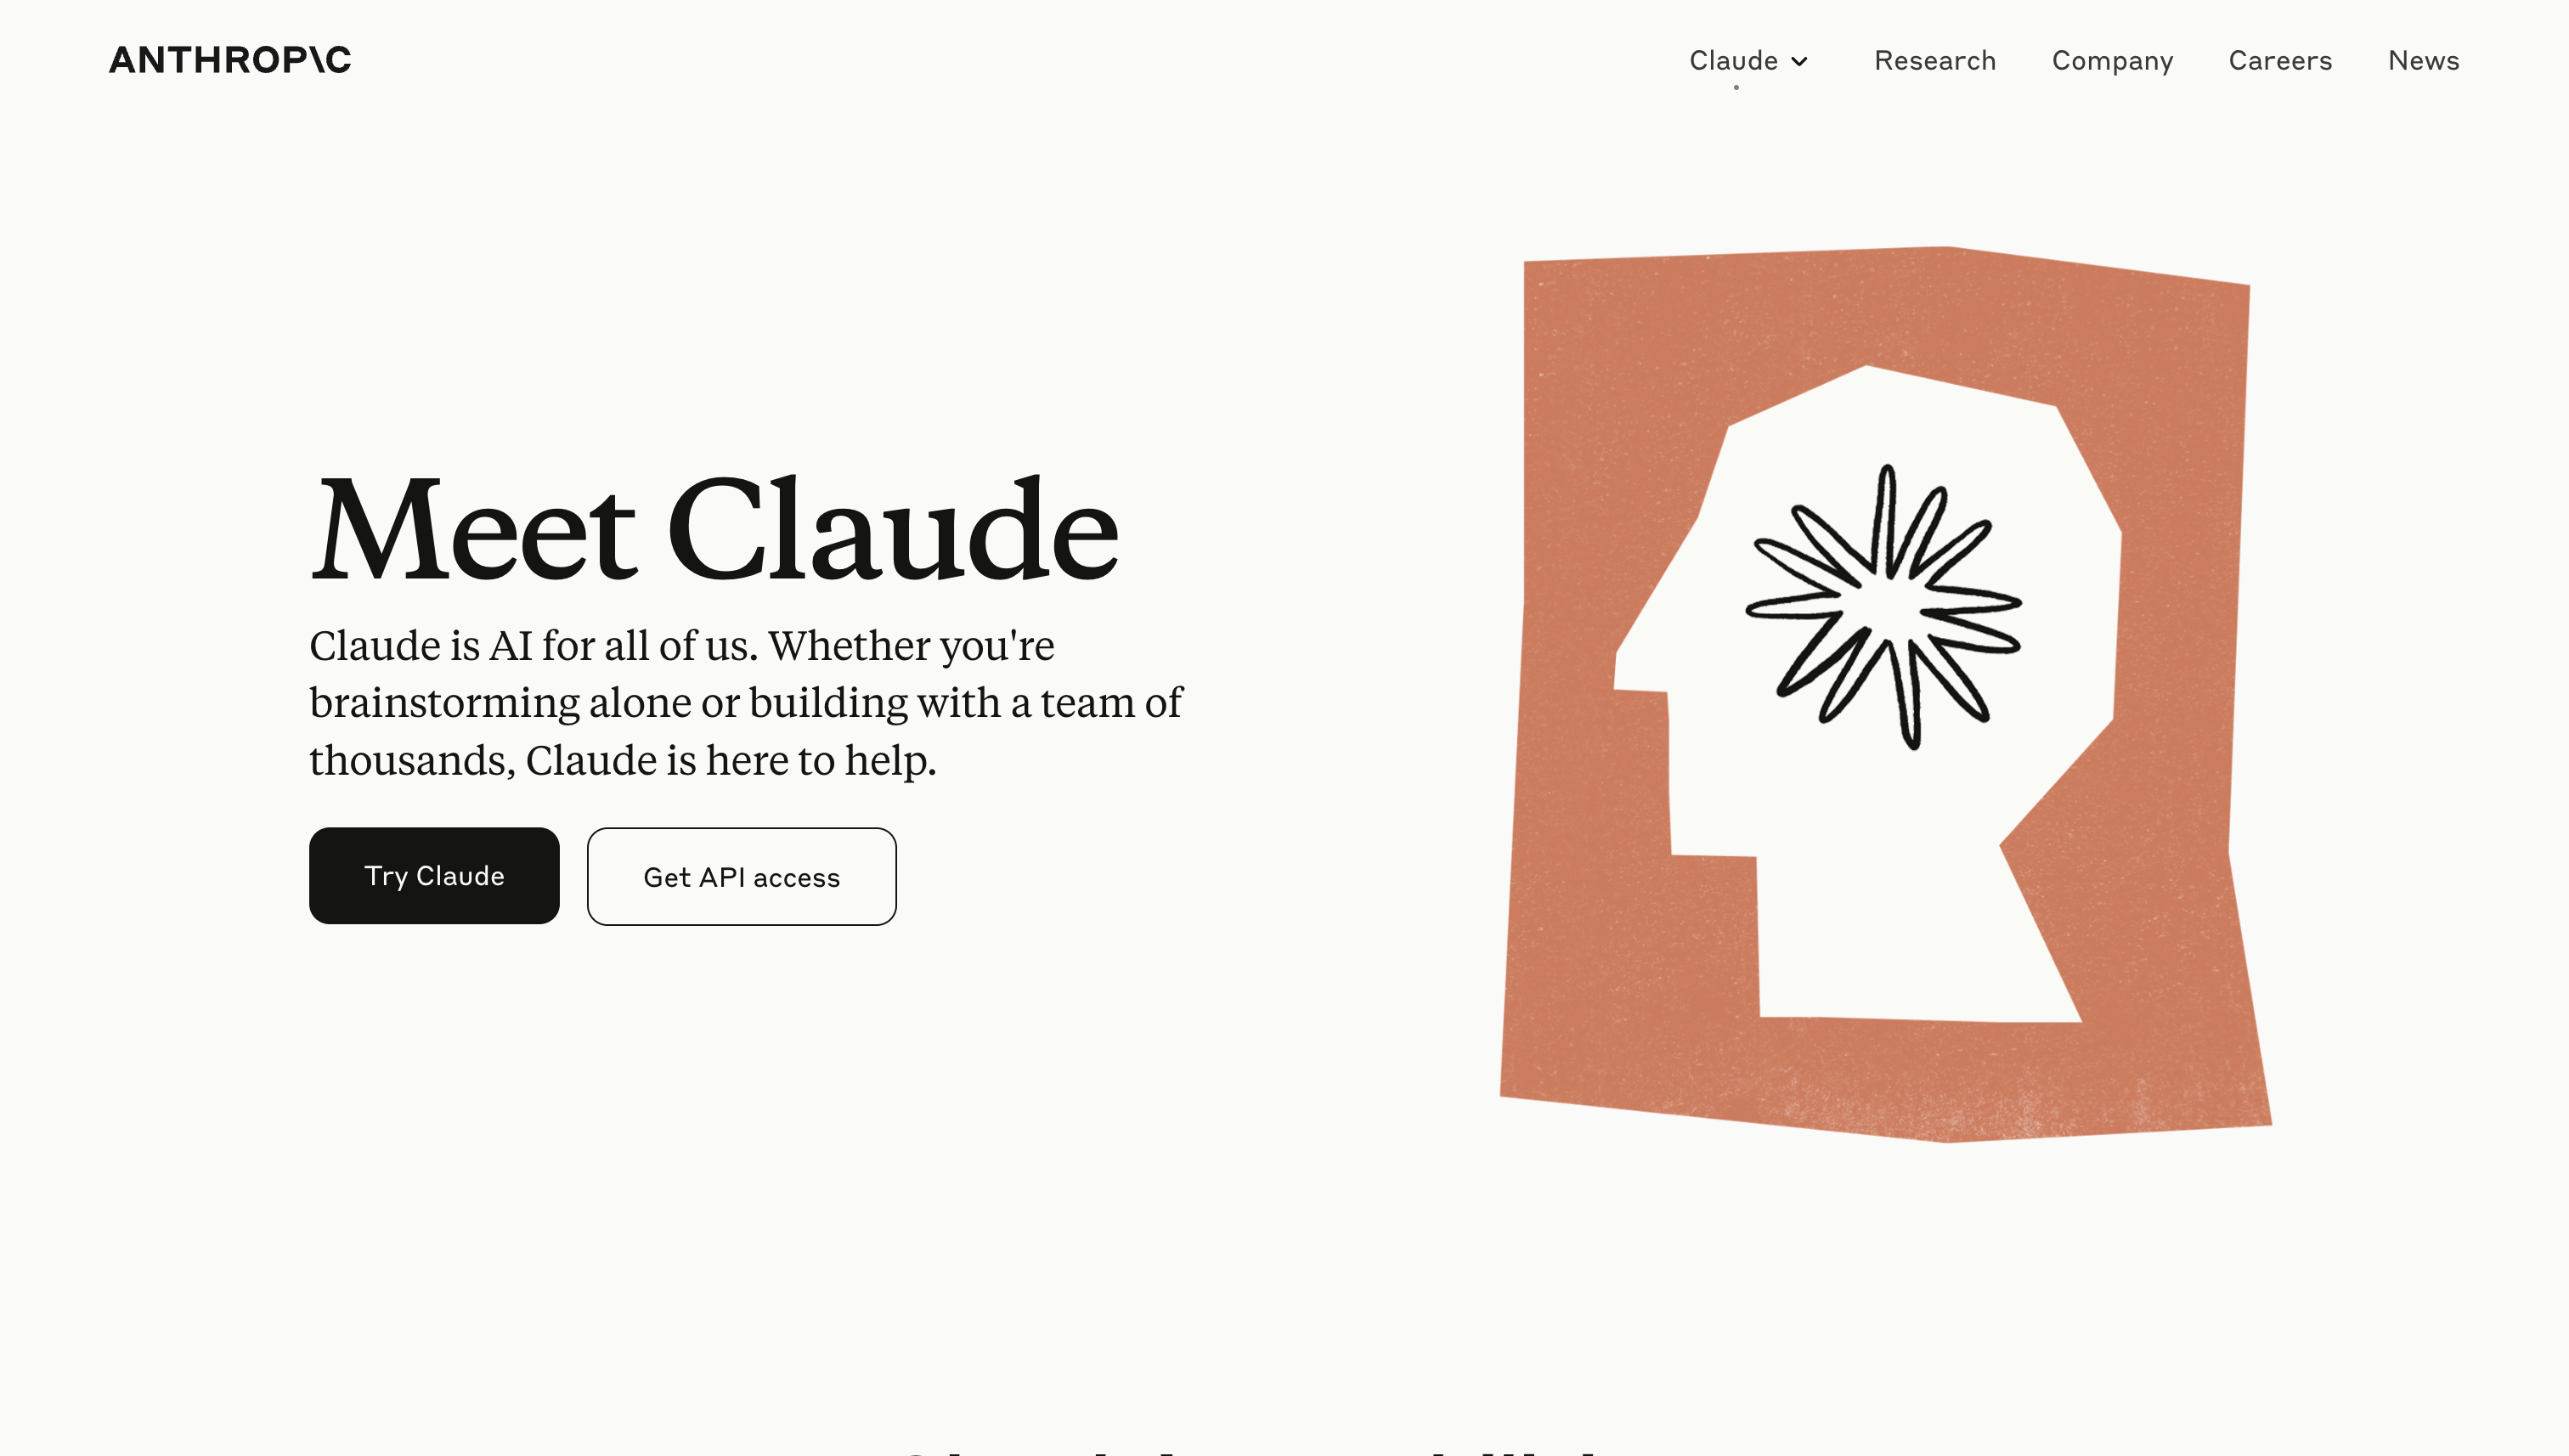 ANTHROP\C
Claude
Research
Company
Careers
News
Meet Claude
Claude is AI for all of us. Whether you're
brainstorming alone or building with a team of
thousands, Claude is here to help.
Try Claude
Get API access